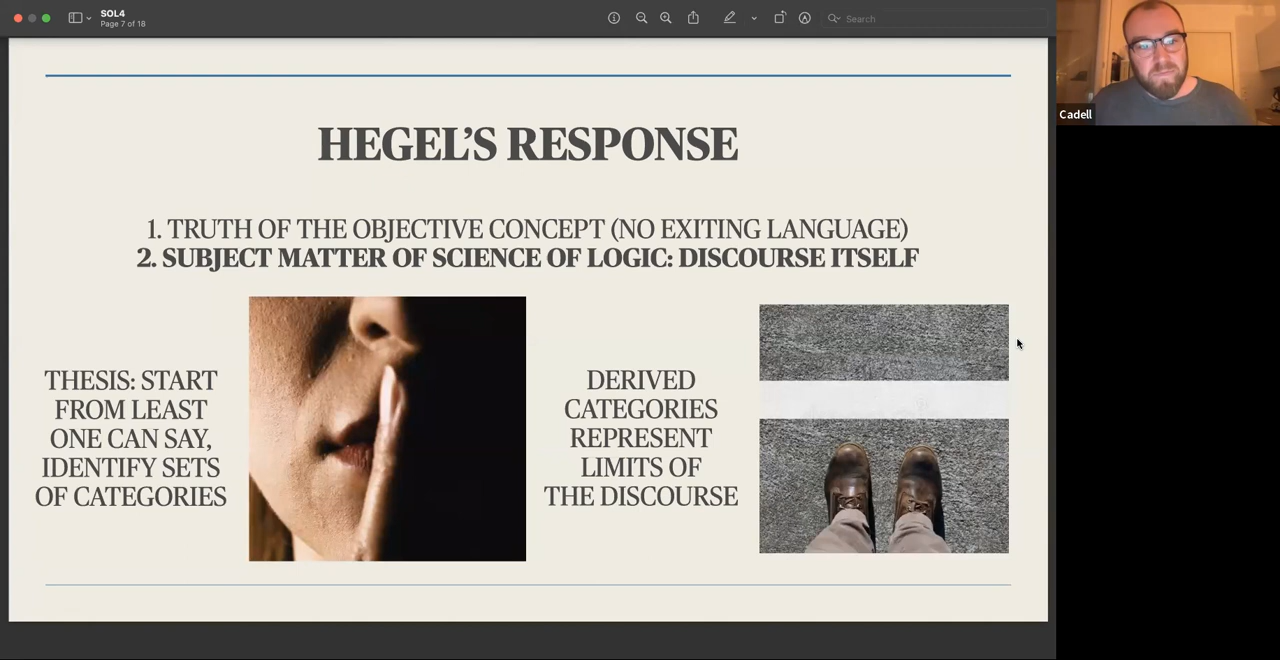 SOL4
Page 7 of 18
Search
Cadell
HEGEL’S RESPONSE
1. TRUTH OF THE OBJECTIVE CONCEPT (NO EXITING LANGUAGE)
2. SUBJECT MATTER OF SCIENCE OF LOGIC: DISCOURSE ITSELF
THESIS: START
FROM LEAST
ONE CAN SAY,
IDENTIFY SETS
OF CATEGORIES
DERIVED
CATEGORIES
REPRESENT
LIMITS OF
THE DISCOURSE